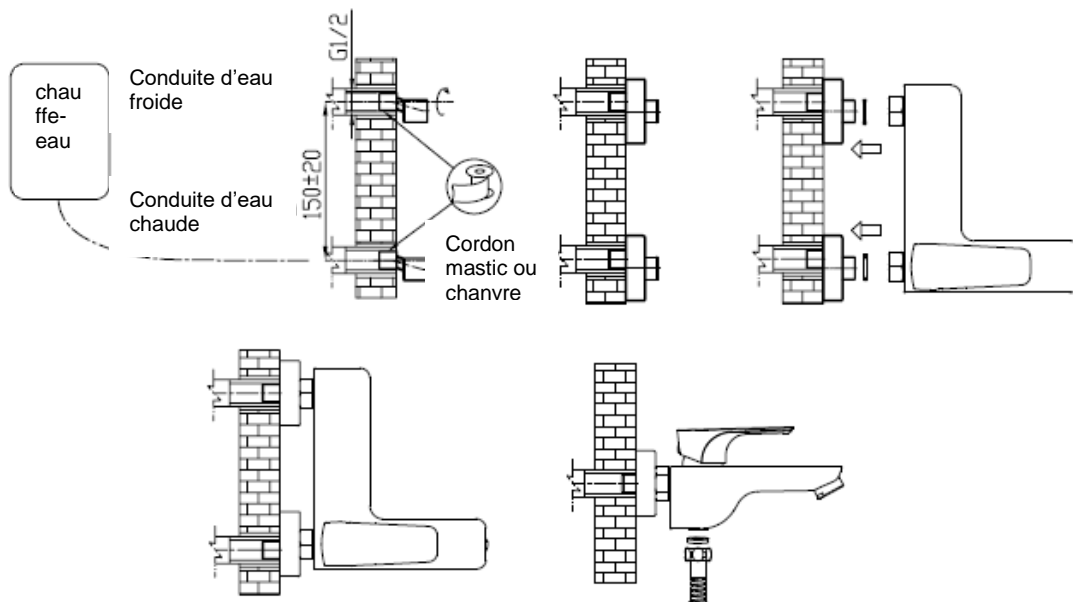 chau
ffe-
eau
Conduite d’eau
froide
Conduite d’eau
chaude
G1/2
150±20
Cordon
mastic ou
chanvre